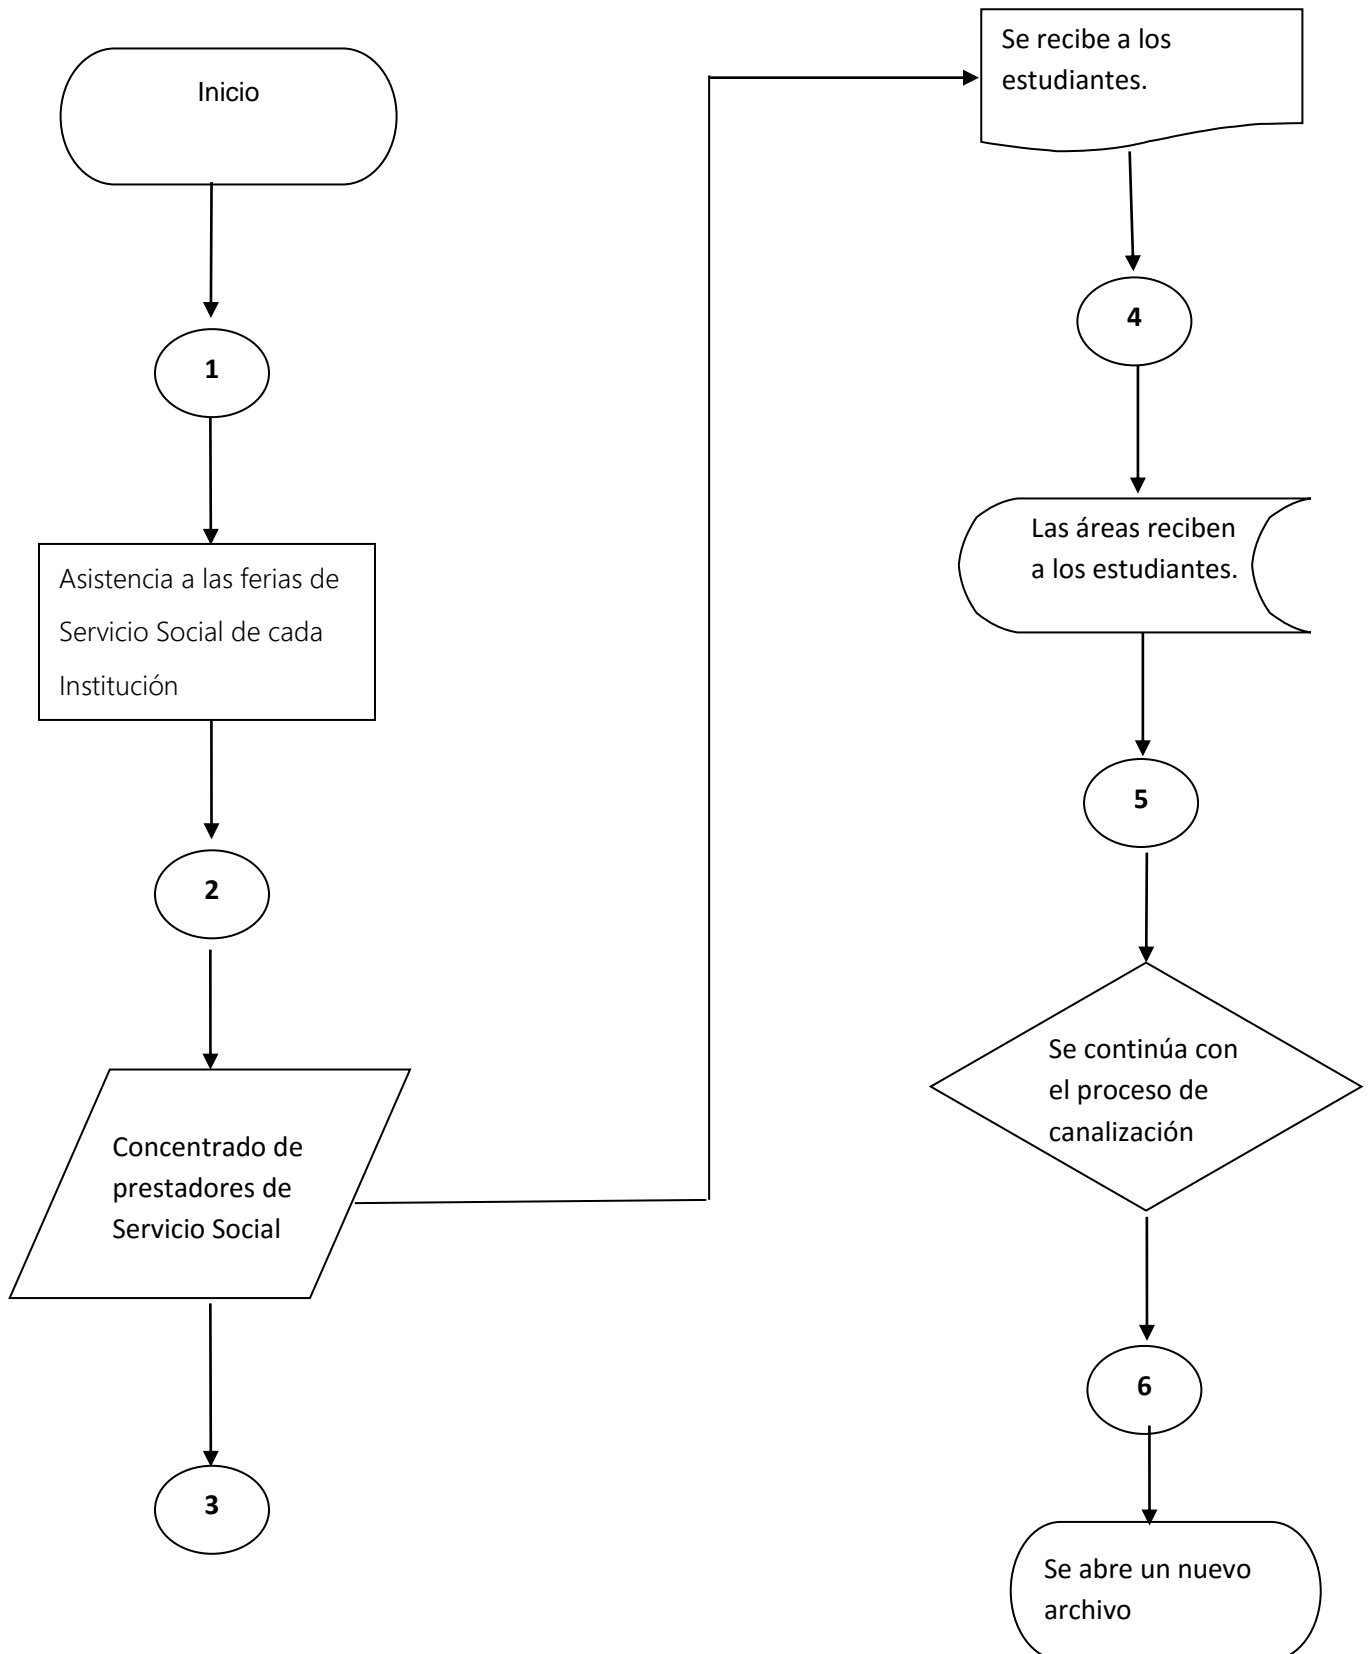 Inicio
1
Asistencia a las ferias de
Servicio Social de cada
Institución
2
Concentrado de
prestadores de
Servicio Social
3
Se recibe a los
estudiantes.
4
Las áreas reciben
a los estudiantes.
5
Se continúa con
el proceso de
canalización
6
Se abre un nuevo
archivo